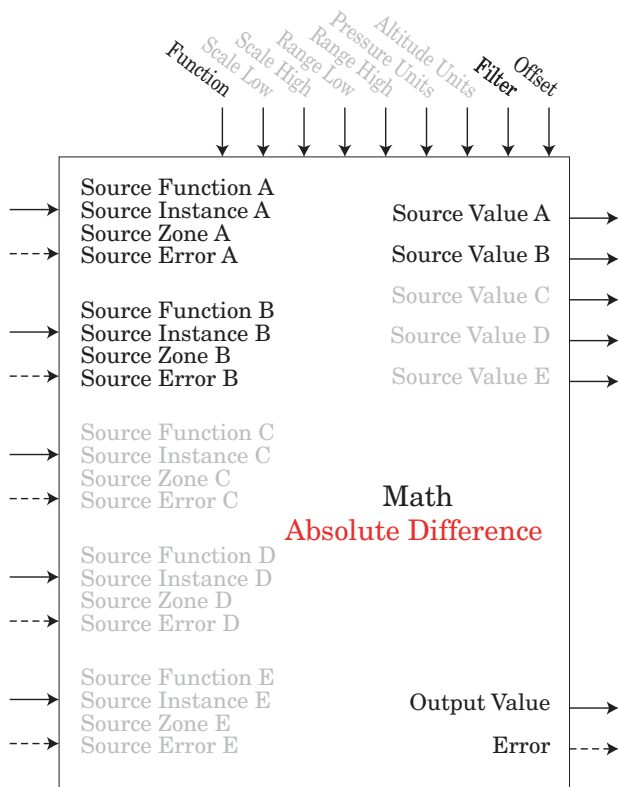 Function
Scale Low
Scale High
Range Low
Range High
Pressure Units
Altitude Units
Filter
Offset
Source Function A
Source Instance A
Source Zone A
Source Error A
Source Function B
Source Instance B
Source Zone B
Source Error B
Source Function C
Source Instance C
Source Zone C
Source Error C
Source Function D
Source Instance D
Source Zone D
Source Error D
Source Function E
Source Instance E
Source Zone E
Source Error E
Source Value A
Source Value B
Source Value C
Source Value D
Source Value E
Math
Absolute Difference
Output Value
Error